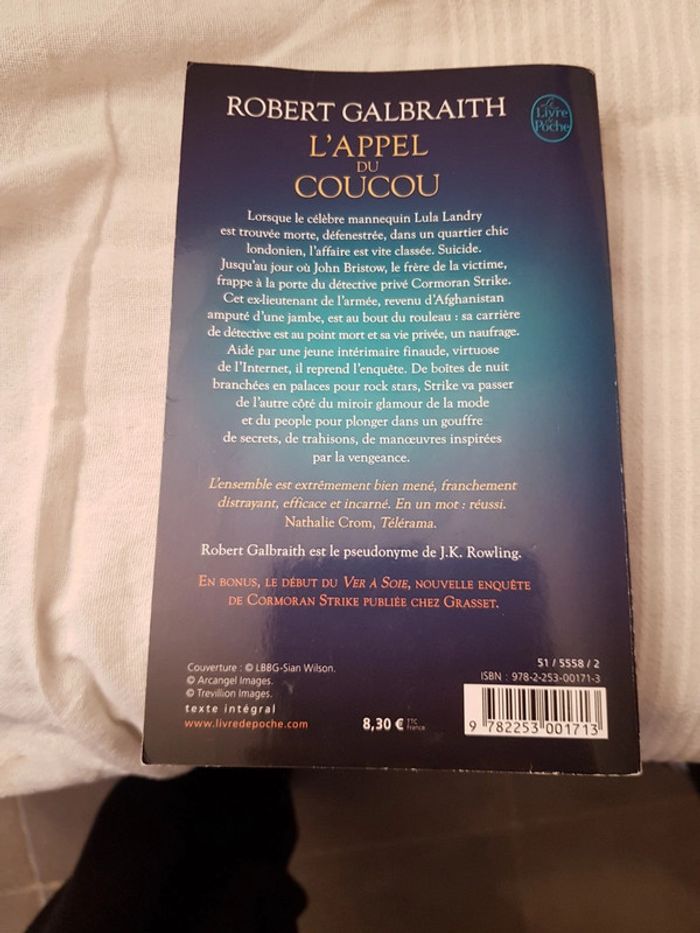 ROBERT GALBRAITH
Le
Livre
de
Poche
L'APPEL
DU
COUCOU
Lorsque le célèbre mannequin Lula Landry
est trouvée morte, défenestrée, dans un quartier chic
londonien, l'affaire est vite classée. Suicide.
Jusqu'au jour où John Bristow, le frère de la victime,
frappe à la porte du détective privé Cormoran Strike.
Cet ex-lieutenant de l'armée, revenu d'Afghanistan
amputé d'une jambe, est au bout du rouleau : sa carrière
de détective est au point mort et sa vie privée, un naufrage.
Aidé par une jeune intérimaire finaude, virtuose
de l'Internet, il reprend l'enquête. De boîtes de nuit
branchées en palaces pour rock stars, Strike va passer
de l'autre côté du miroir glamour de la mode
et du people pour plonger dans un gouffre
de secrets, de trahisons, de manœuvres inspirées
par la vengeance.
L'ensemble est extrêmement bien mené, franchement
distrayant, efficace et incarné. En un mot : réussi.
Nathalie Crom, Télérama.
Robert Galbraith est le pseudonyme de J.K. Rowling.
EN BONUS, LE DÉBUT DU VER À SOIE, NOUVELLE ENQUÊTE
DE CORMORAN STRIKE PUBLIÉE CHEZ GRASSET.
Couverture : © LBBG-Sian Wilson.
© Arcangel Images.
© Trevillion Images.
texte intégral
www.livredepoche.com
8,30 € TTC
France
51 / 5558 / 2
ISBN : 978-2-253-00171-3
9 782253 001713